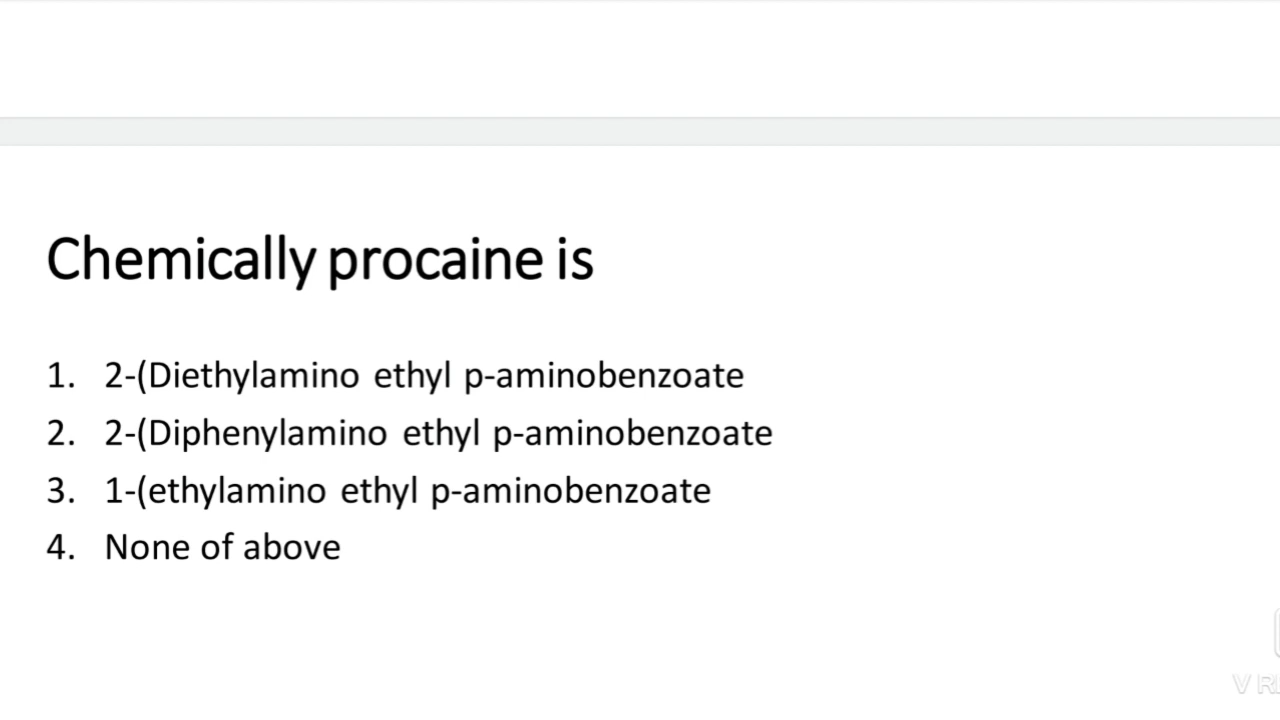 Chemically procaine is
1. 2-(Diethylamino ethyl p-aminobenzoate
2. 2-(Diphenylamino ethyl p-aminobenzoate
3. 1-(ethylamino ethyl p-aminobenzoate
4. None of above